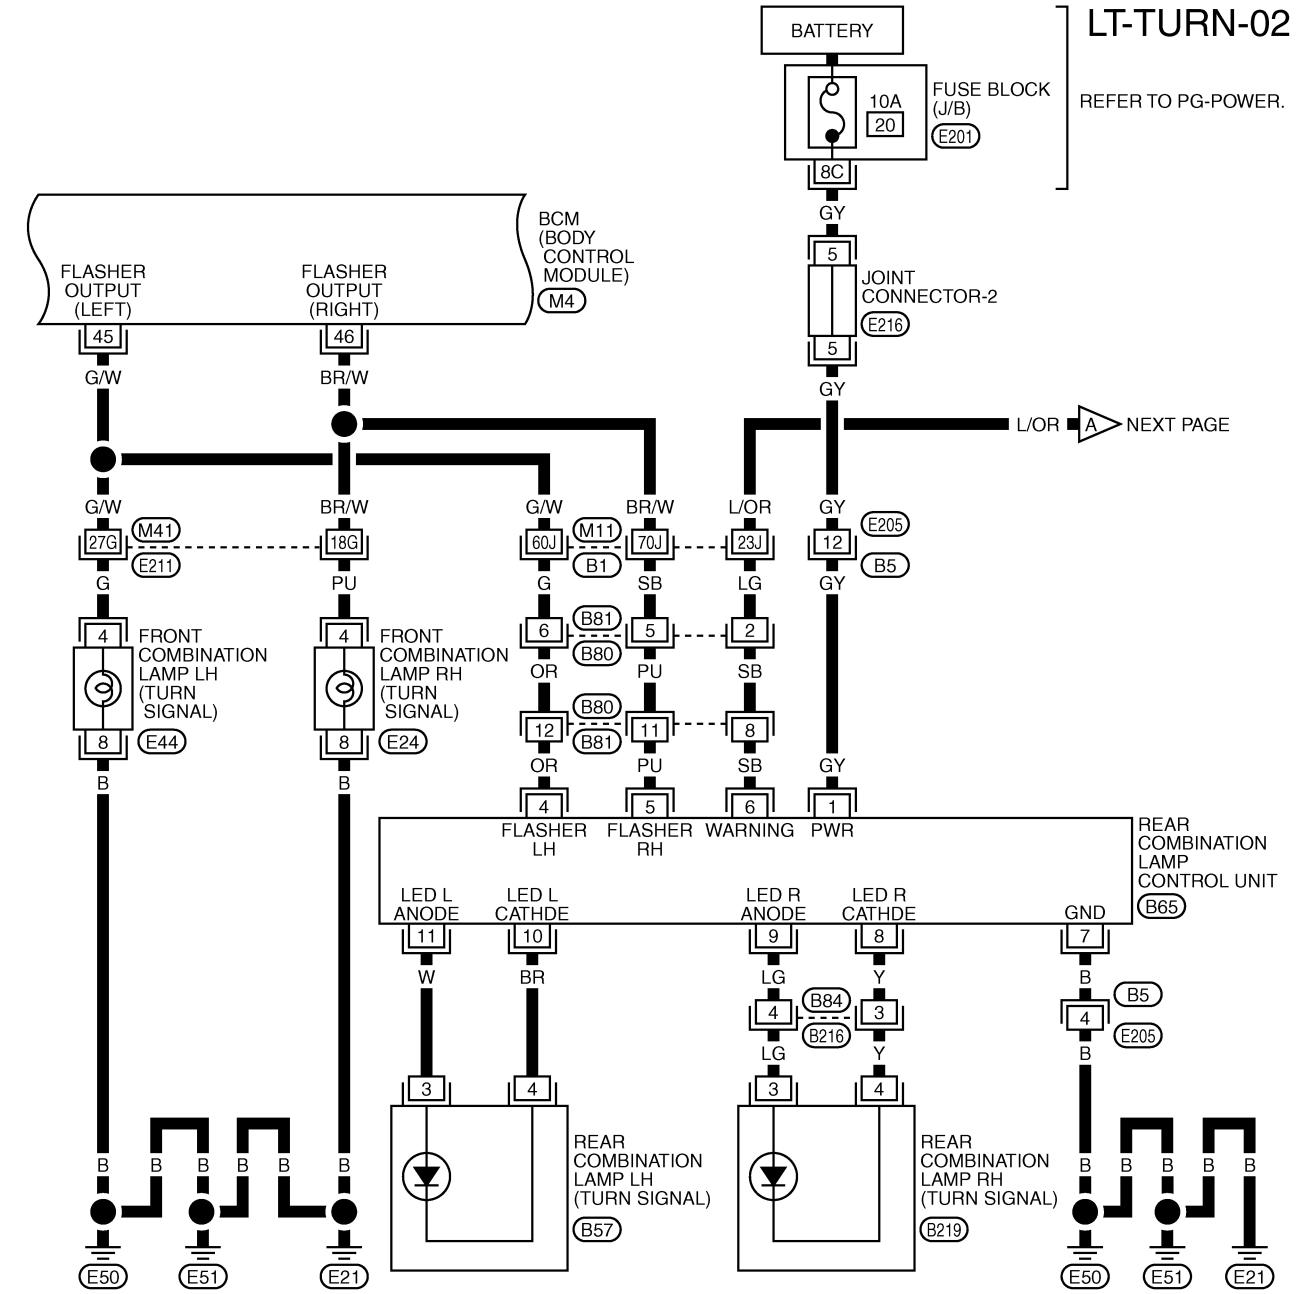 LT-TURN-02
BATTERY
10A
20
FUSE BLOCK
(J/B)
E201
REFER TO PG-POWER.
8C
GY
5
JOINT
CONNECTOR-2
E216
5
GY
BCM
(BODY
CONTROL
MODULE)
M4
FLASHER
OUTPUT
(LEFT)
FLASHER
OUTPUT
(RIGHT)
45
46
G/W
BR/W
L/OR
A
NEXT PAGE
G/W
BR/W
G/W
BR/W
L/OR
GY
M41
M11
E205
27G
18G
60J
70J
23J
12
E211
B1
B5
G
PU
G
SB
LG
GY
B81
4
4
6
5
2
B80
FRONT
COMBINATION
LAMP LH
(TURN
SIGNAL)
E44
FRONT
COMBINATION
LAMP RH
(TURN
SIGNAL)
E24
OR
PU
SB
B80
12
11
8
B81
8
8
OR
PU
SB
GY
B
B
4
5
6
1
FLASHER
LH
FLASHER
RH
WARNING
PWR
REAR
COMBINATION
LAMP
CONTROL UNIT
B65
LED L
ANODE
LED L
CATHDE
LED R
ANODE
LED R
CATHDE
GND
11
10
9
8
7
W
BR
LG
Y
B
B84
B5
4
3
4
B216
E205
LG
Y
B
3
4
3
4
REAR
COMBINATION
LAMP LH
(TURN SIGNAL)
B57
REAR
COMBINATION
LAMP RH
(TURN SIGNAL)
B219
B
B
B
B
B
B
B
B
B
B
B
E50
E51
E21
E50
E51
E21